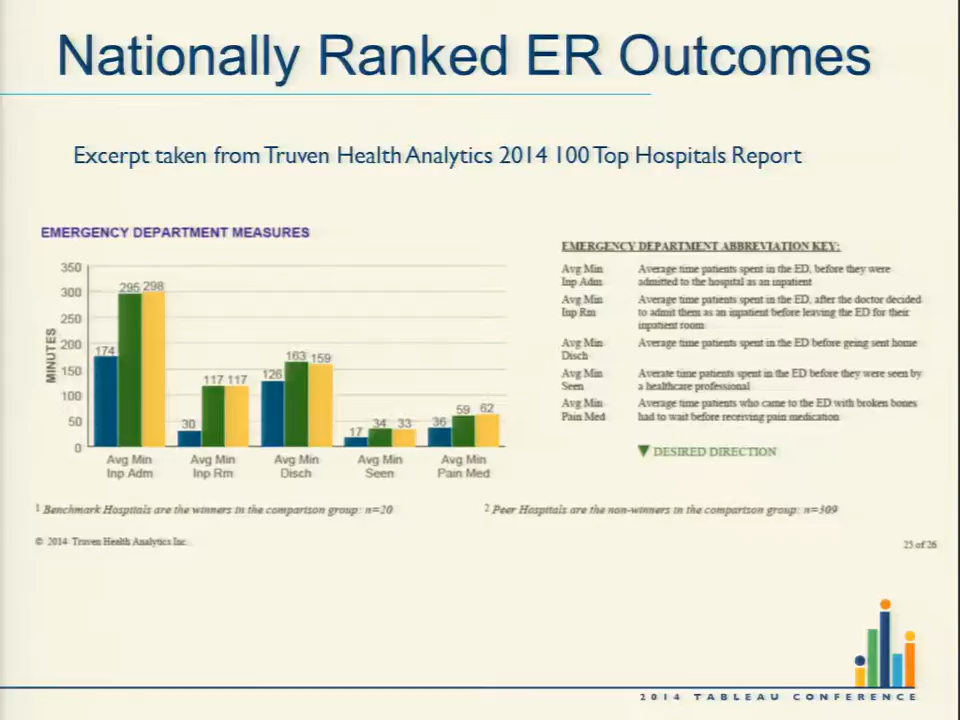 Nationally Ranked ER Outcomes
Excerpt taken from Truven Health Analytics 2014 100 Top Hospitals Report
EMERGENCY DEPARTMENT MEASURES
MINUTES
350
300
250
200
150
100
50
0
174 295 298
30 117 117
126 163 159
17 34 33
36 59 62
Avg Min
Inp Adm
Avg Min
Inp Rm
Avg Min
Disch
Avg Min
Seen
Avg Min
Pain Med
EMERGENCY DEPARTMENT ABBREVIATION KEY:
Avg Min
Inp Adm
Average time patients spent in the ED, before they were
admitted to the hospital as an inpatient
Avg Min
Inp Rm
Average time patients spent in the ED, after the doctor decided
to admit them as an inpatient before leaving the ED for their
inpatient room
Avg Min
Disch
Average time patients spent in the ED before geing sent home
Avg Min
Seen
Averate time patients spent in the ED before they were seen by
a healthcare professional
Avg Min
Pain Med
Average time patients who came to the ED with broken bones
had to wait before receiving pain medication
▼ DESIRED DIRECTION
1 Benchmark Hospitals are the winners in the comparison group: n=20
2 Peer Hospitals are the non-winners in the comparison group: n=309
© 2014 Truven Health Analytics Inc.
25 of 26
2014 TABLEAU CONFERENCE